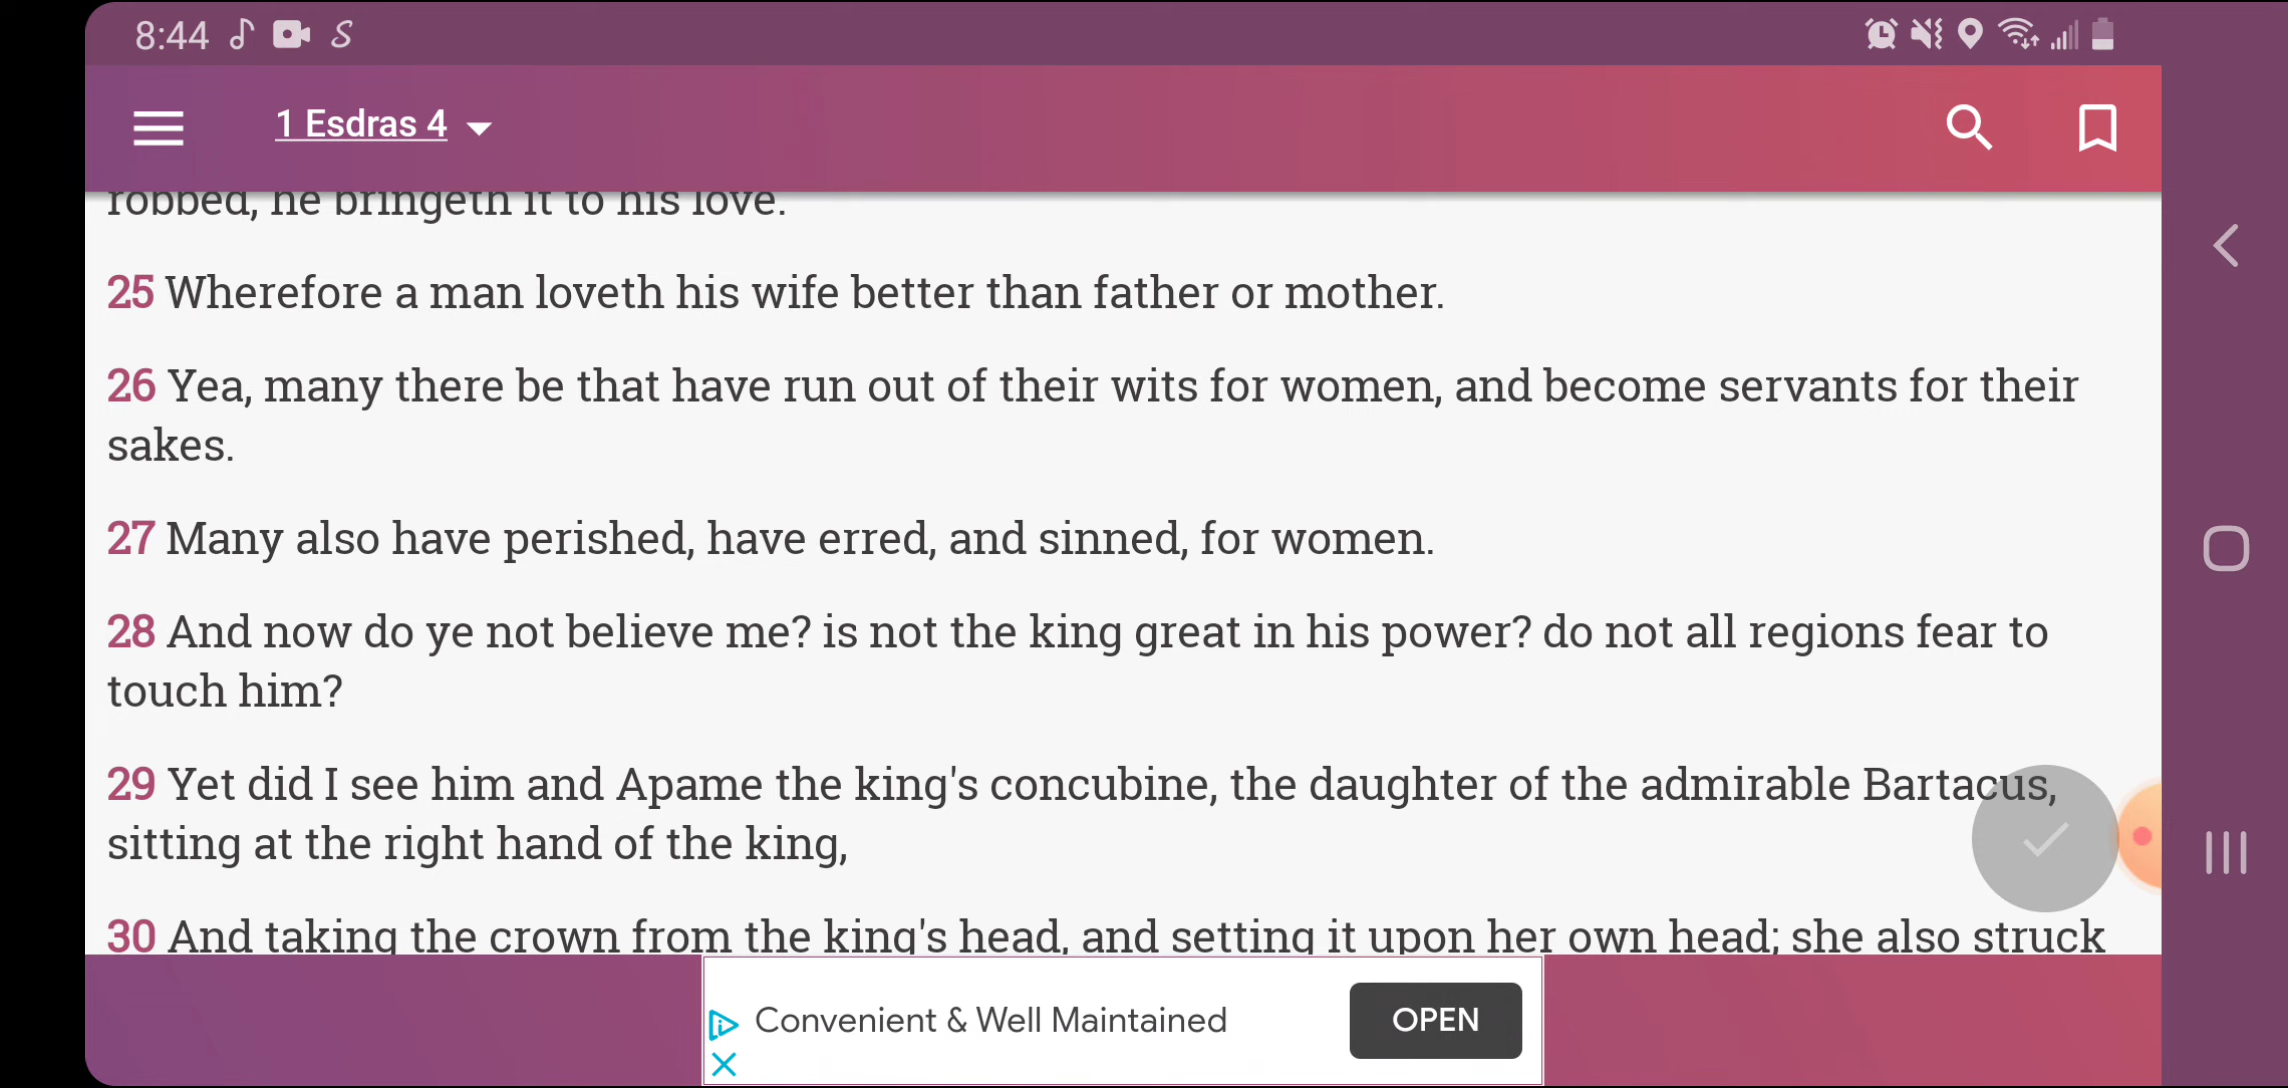 8:44
1 Esdras 4
robbed, he bringeth it to his love.
25 Wherefore a man loveth his wife better than father or mother.
26 Yea, many there be that have run out of their wits for women, and become servants for their
sakes.
27 Many also have perished, have erred, and sinned, for women.
28 And now do ye not believe me? is not the king great in his power? do not all regions fear to
touch him?
29 Yet did I see him and Apame the king's concubine, the daughter of the admirable Bartacus,
sitting at the right hand of the king,
30 And taking the crown from the king's head, and setting it upon her own head; she also struck
Convenient & Well Maintained
OPEN